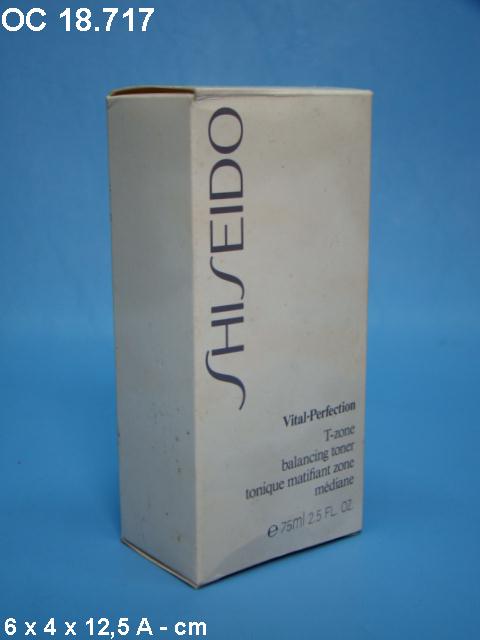 OC 18.717
SHISEIDO
Vital-Perfection
T-zone
balancing toner
tonique matifiant zone
médiane
℮ 75ml 2.5 FL. OZ.
6 x 4 x 12,5 A - cm